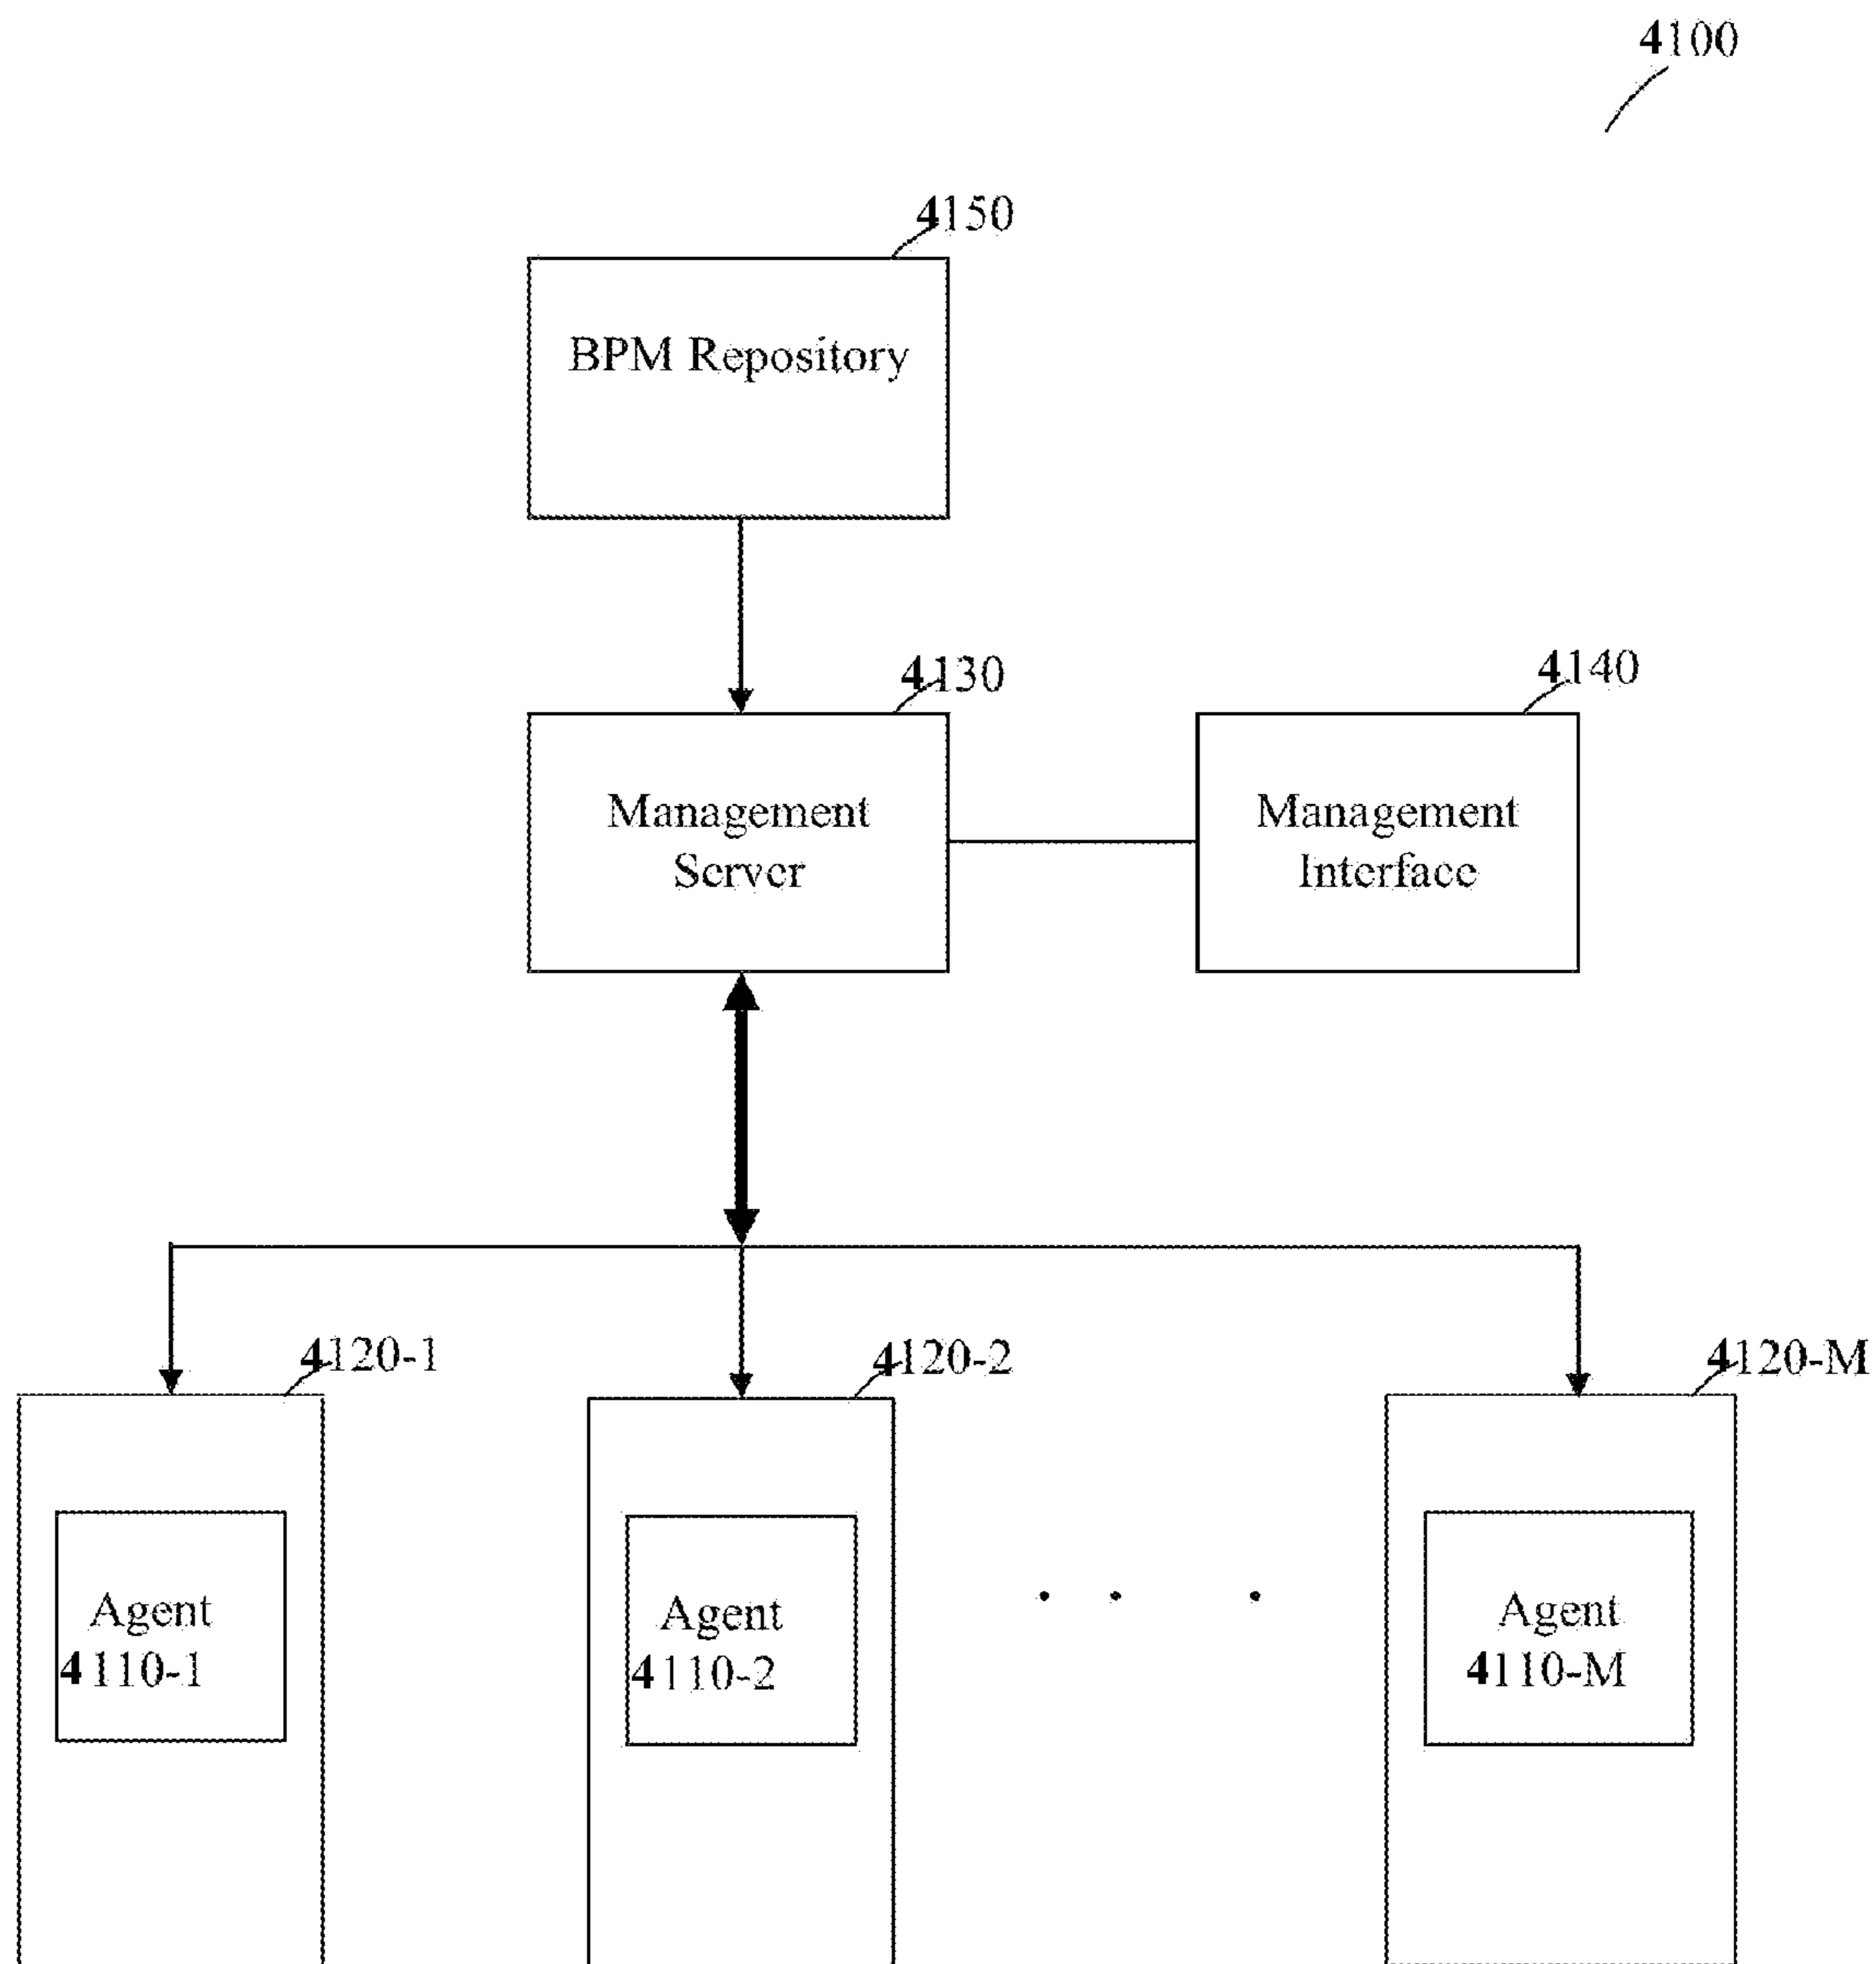 4100
4150
BPM Repository
4130
4140
Management
Server
Management
Interface
4120-1
4120-2
4120-M
Agent
4110-1
Agent
4110-2
Agent
4110-M